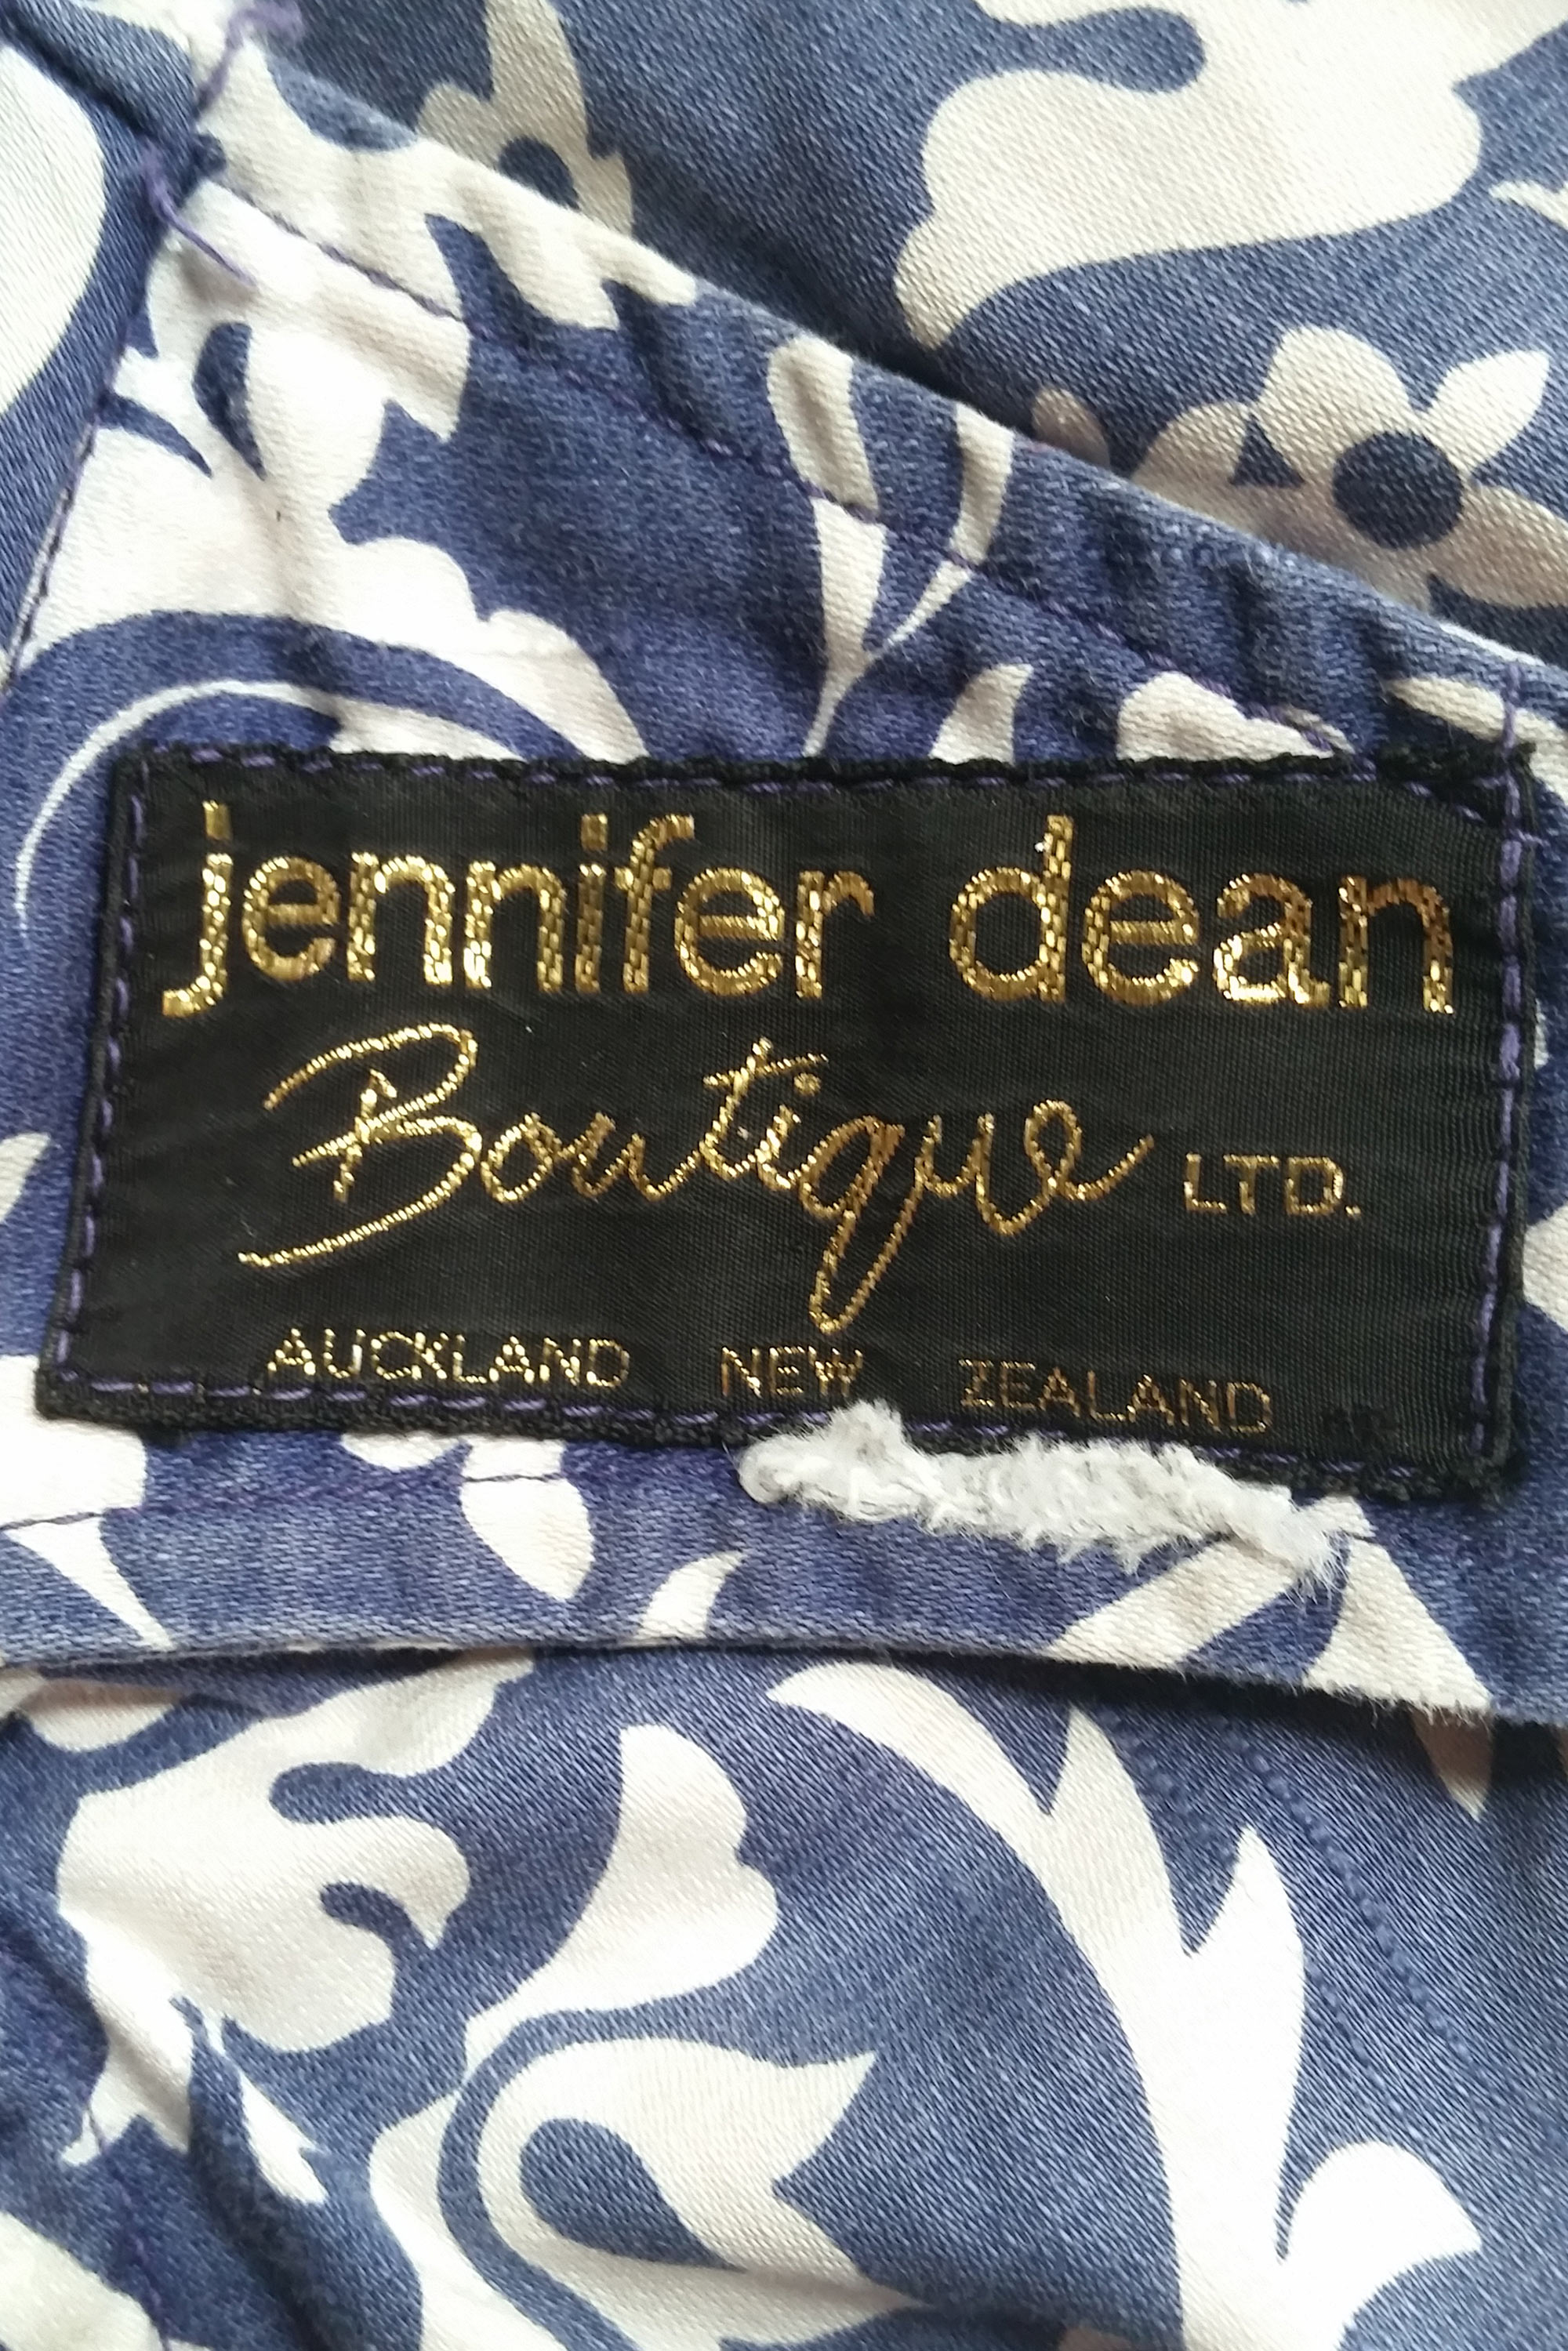 jennifer dean
Boutique LTD.
AUCKLAND NEW ZEALAND